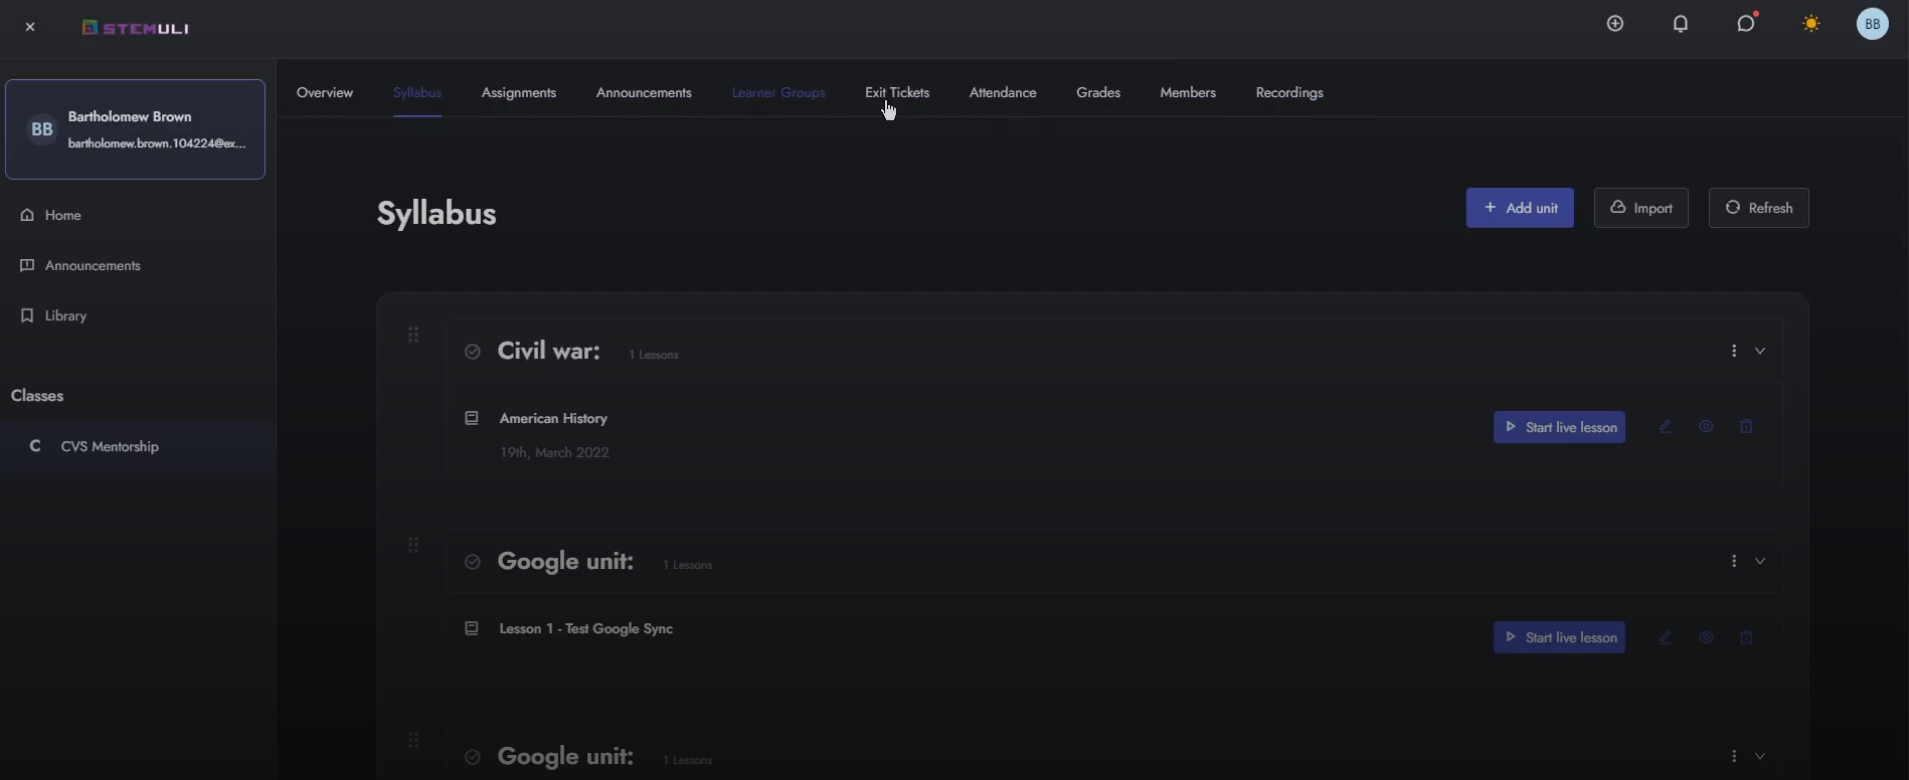 STEMULI
BB
BB
Bartholomew Brown
bartholomew.brown.104224@ex...
Home
Announcements
Library
Classes
C CVS Mentorship
Overview Syllabus Assignments Announcements Learner Groups Exit Tickets Attendance Grades Members Recordings
Syllabus
+ Add unit Import Refresh
Civil war: 1 Lessons
American History
Start live lesson
19th, March 2022
Google unit: 1 Lessons
Lesson 1 - Test Google Sync
Start live lesson
Google unit: 1 Lessons